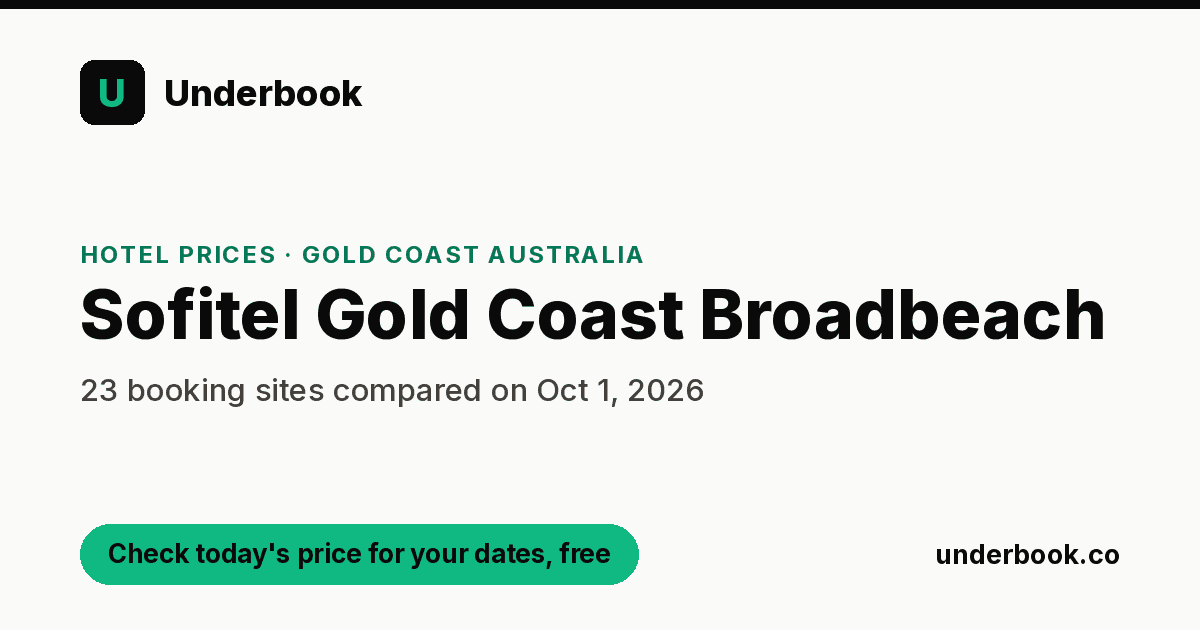 U Underbook
HOTEL PRICES · GOLD COAST AUSTRALIA
Sofitel Gold Coast Broadbeach
23 booking sites compared on Oct 1, 2026
Check today's price for your dates, free
underbook.co